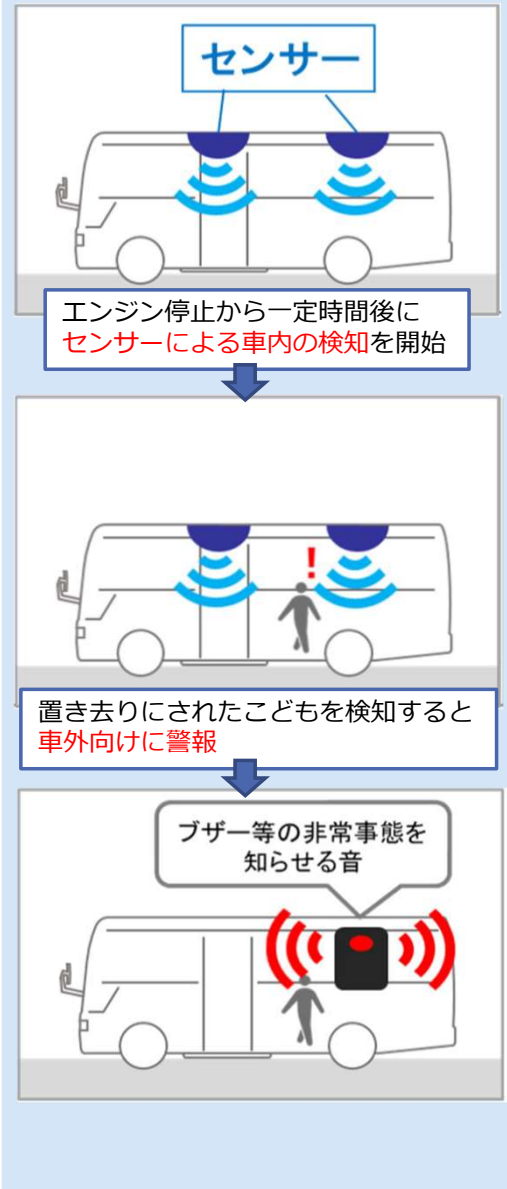 センサー
エンジン停止から一定時間後に
センサーによる車内の検知を開始
!
置き去りにされたこどもを検知すると
車外向けに警報
ブザー等の非常事態を
知らせる音